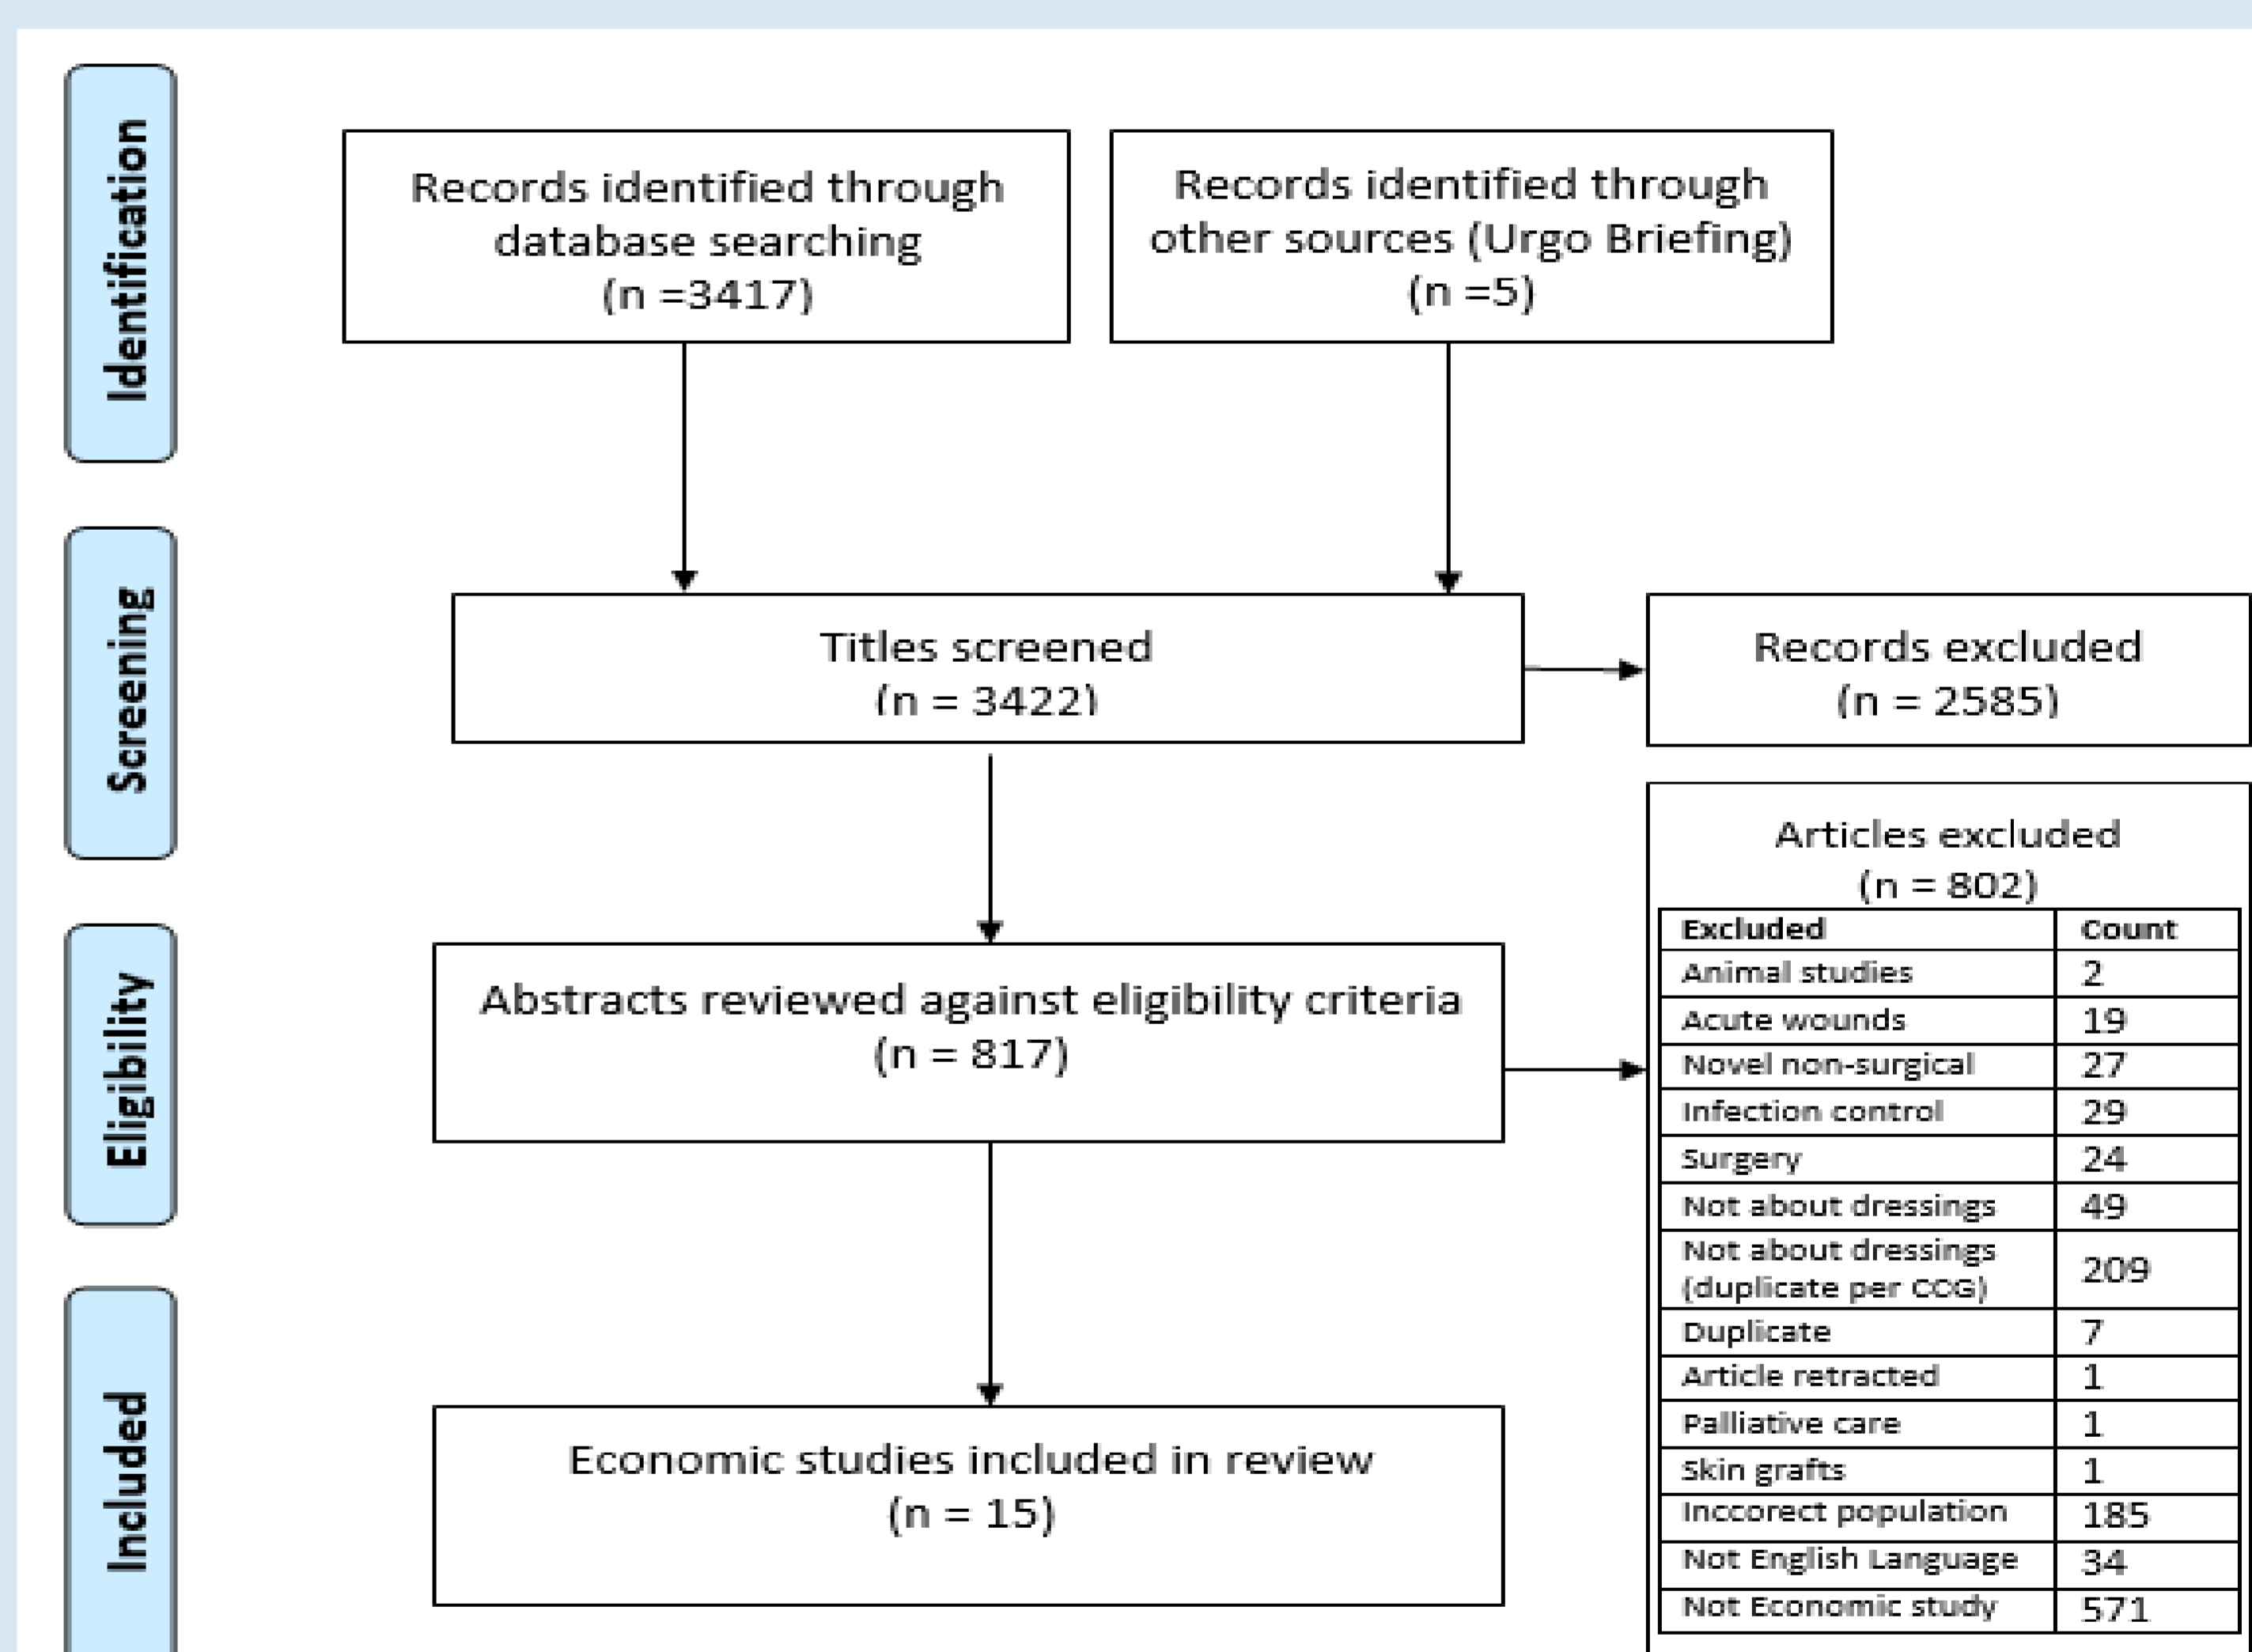 Identification
Records identified through
database searching
(n =3417)
Records identified through
other sources (Urgo Briefing)
(n =5)
Screening
Titles screened
(n = 3422)
Records excluded
(n = 2585)
Eligibility
Abstracts reviewed against eligibility criteria
(n = 817)
Articles excluded
(n = 802)
Excluded Count
Animal studies 2
Acute wounds 19
Novel non-surgical 27
Infection control 29
Surgery 24
Not about dressings 49
Not about dressings
(duplicate per CCG) 209
Duplicate 7
Article retracted 1
Palliative care 1
Skin grafts 1
Inccorect population 185
Not English Language 34
Not Economic study 571
Included
Economic studies included in review
(n = 15)